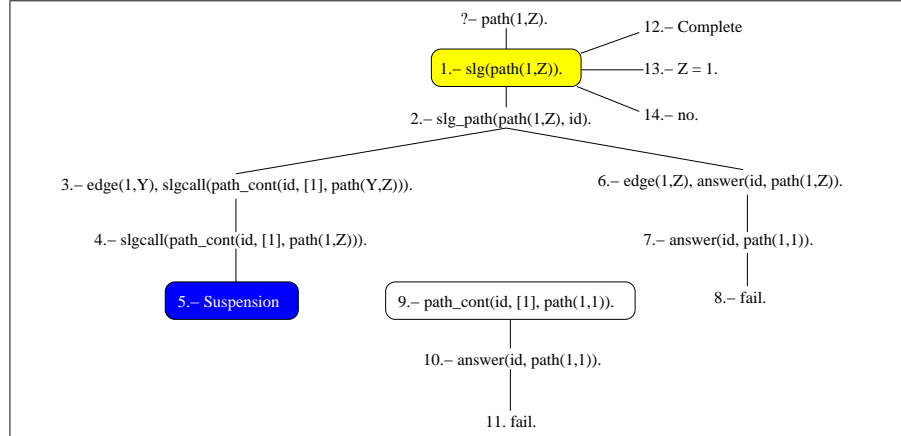 ?– path(1,Z).
12.– Complete
1.– slg(path(1,Z)).
13.– Z = 1.
14.– no.
2.– slg_path(path(1,Z), id).
3.– edge(1,Y), slgcall(path_cont(id, [1], path(Y,Z))).
6.– edge(1,Z), answer(id, path(1,Z)).
4.– slgcall(path_cont(id, [1], path(1,Z))).
7.– answer(id, path(1,1)).
5.– Suspension
9.– path_cont(id, [1], path(1,1)).
8.– fail.
10.– answer(id, path(1,1)).
11. fail.